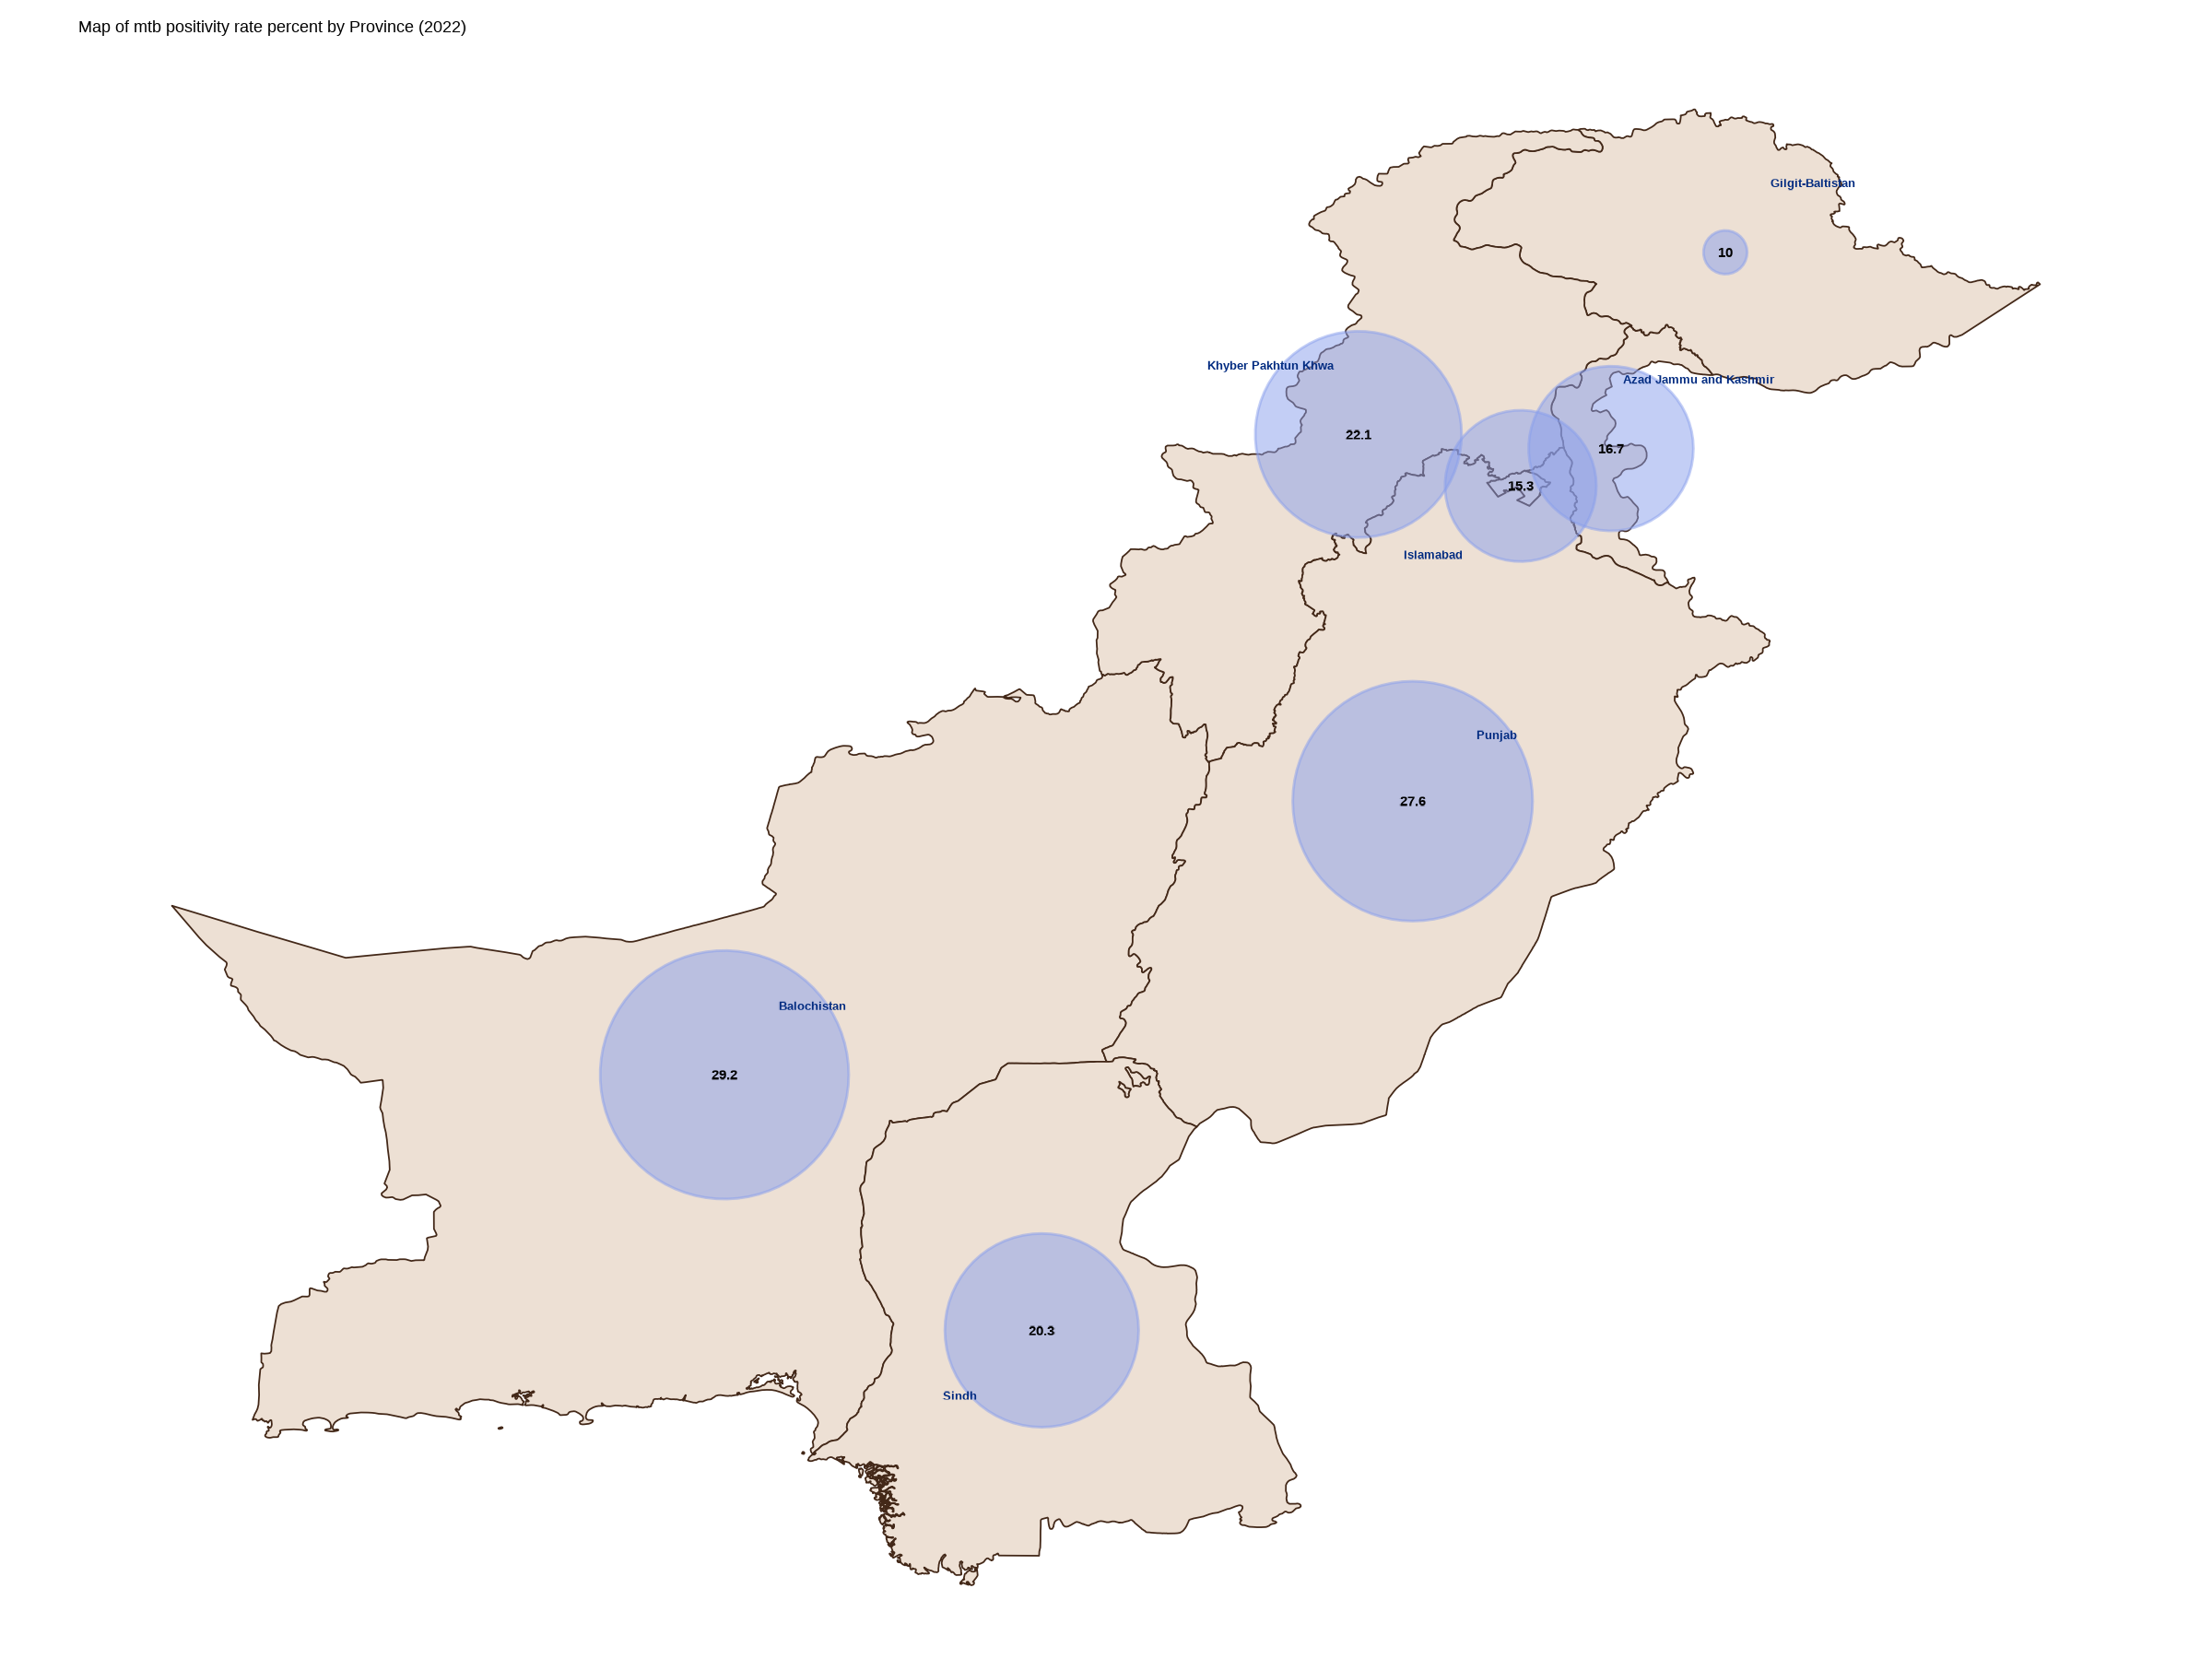 Map of mtb positivity rate percent by Province (2022)
Gilgit-Baltistan
10
Khyber Pakhtun Khwa
Azad Jammu and Kashmir
22.1
16.7
15.3
Islamabad
Punjab
27.6
Balochistan
29.2
20.3
Sindh